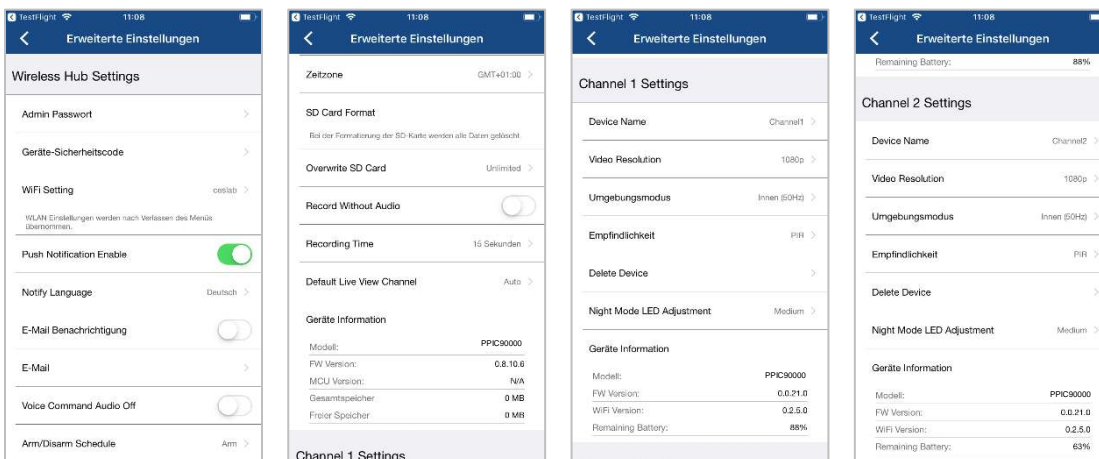 TestFlight 11:08
Erweiterte Einstellungen
Wireless Hub Settings
Admin Passwort
Geräte-Sicherheitscode
WiFi Setting ceslab
WLAN Einstellungen werden nach Verlassen des Menüs
übernommen.
Push Notification Enable
Notify Language Deutsch
E-Mail Benachrichtigung
E-Mail
Voice Command Audio Off
Arm/Disarm Schedule Arm
TestFlight 11:08
Erweiterte Einstellungen
Zeitzone GMT+01:00
SD Card Format
Bei der Formatierung der SD-Karte werden alle Daten gelöscht.
Overwrite SD Card Unlimited
Record Without Audio
Recording Time 15 Sekunden
Default Live View Channel Auto
Geräte Information
Modell: PPIC90000
FW Version: 0.8.10.6
MCU Version: N/A
Gesamtspeicher 0 MB
Freier Speicher 0 MB
Channel 1 Settings
TestFlight 11:08
Erweiterte Einstellungen
Channel 1 Settings
Device Name Channel1
Video Resolution 1080p
Umgebungsmodus Innen (50Hz)
Empfindlichkeit PIR
Delete Device
Night Mode LED Adjustment Medium
Geräte Information
Modell: PPIC90000
FW Version: 0.0.21.0
WiFi Version: 0.2.5.0
Remaining Battery: 88%
TestFlight 11:08
Erweiterte Einstellungen
Remaining Battery: 88%
Channel 2 Settings
Device Name Channel2
Video Resolution 1080p
Umgebungsmodus Innen (50Hz)
Empfindlichkeit PIR
Delete Device
Night Mode LED Adjustment Medium
Geräte Information
Modell: PPIC90000
FW Version: 0.0.21.0
WiFi Version: 0.2.5.0
Remaining Battery: 63%